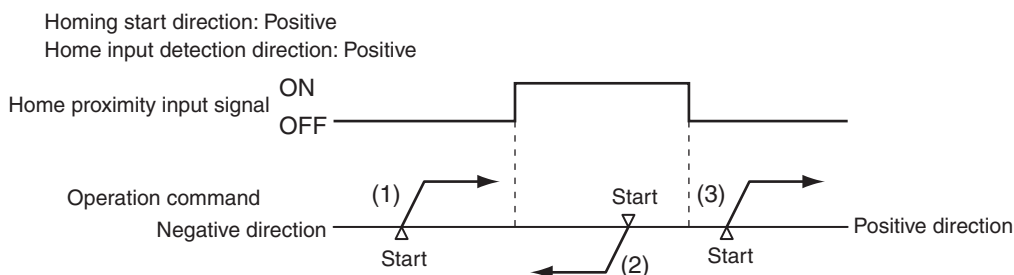 Homing start direction: Positive
Home input detection direction: Positive
ON
Home proximity input signal
OFF
(1)
Start
(3)
Operation command
Negative direction
Positive direction
Start
(2)
Start